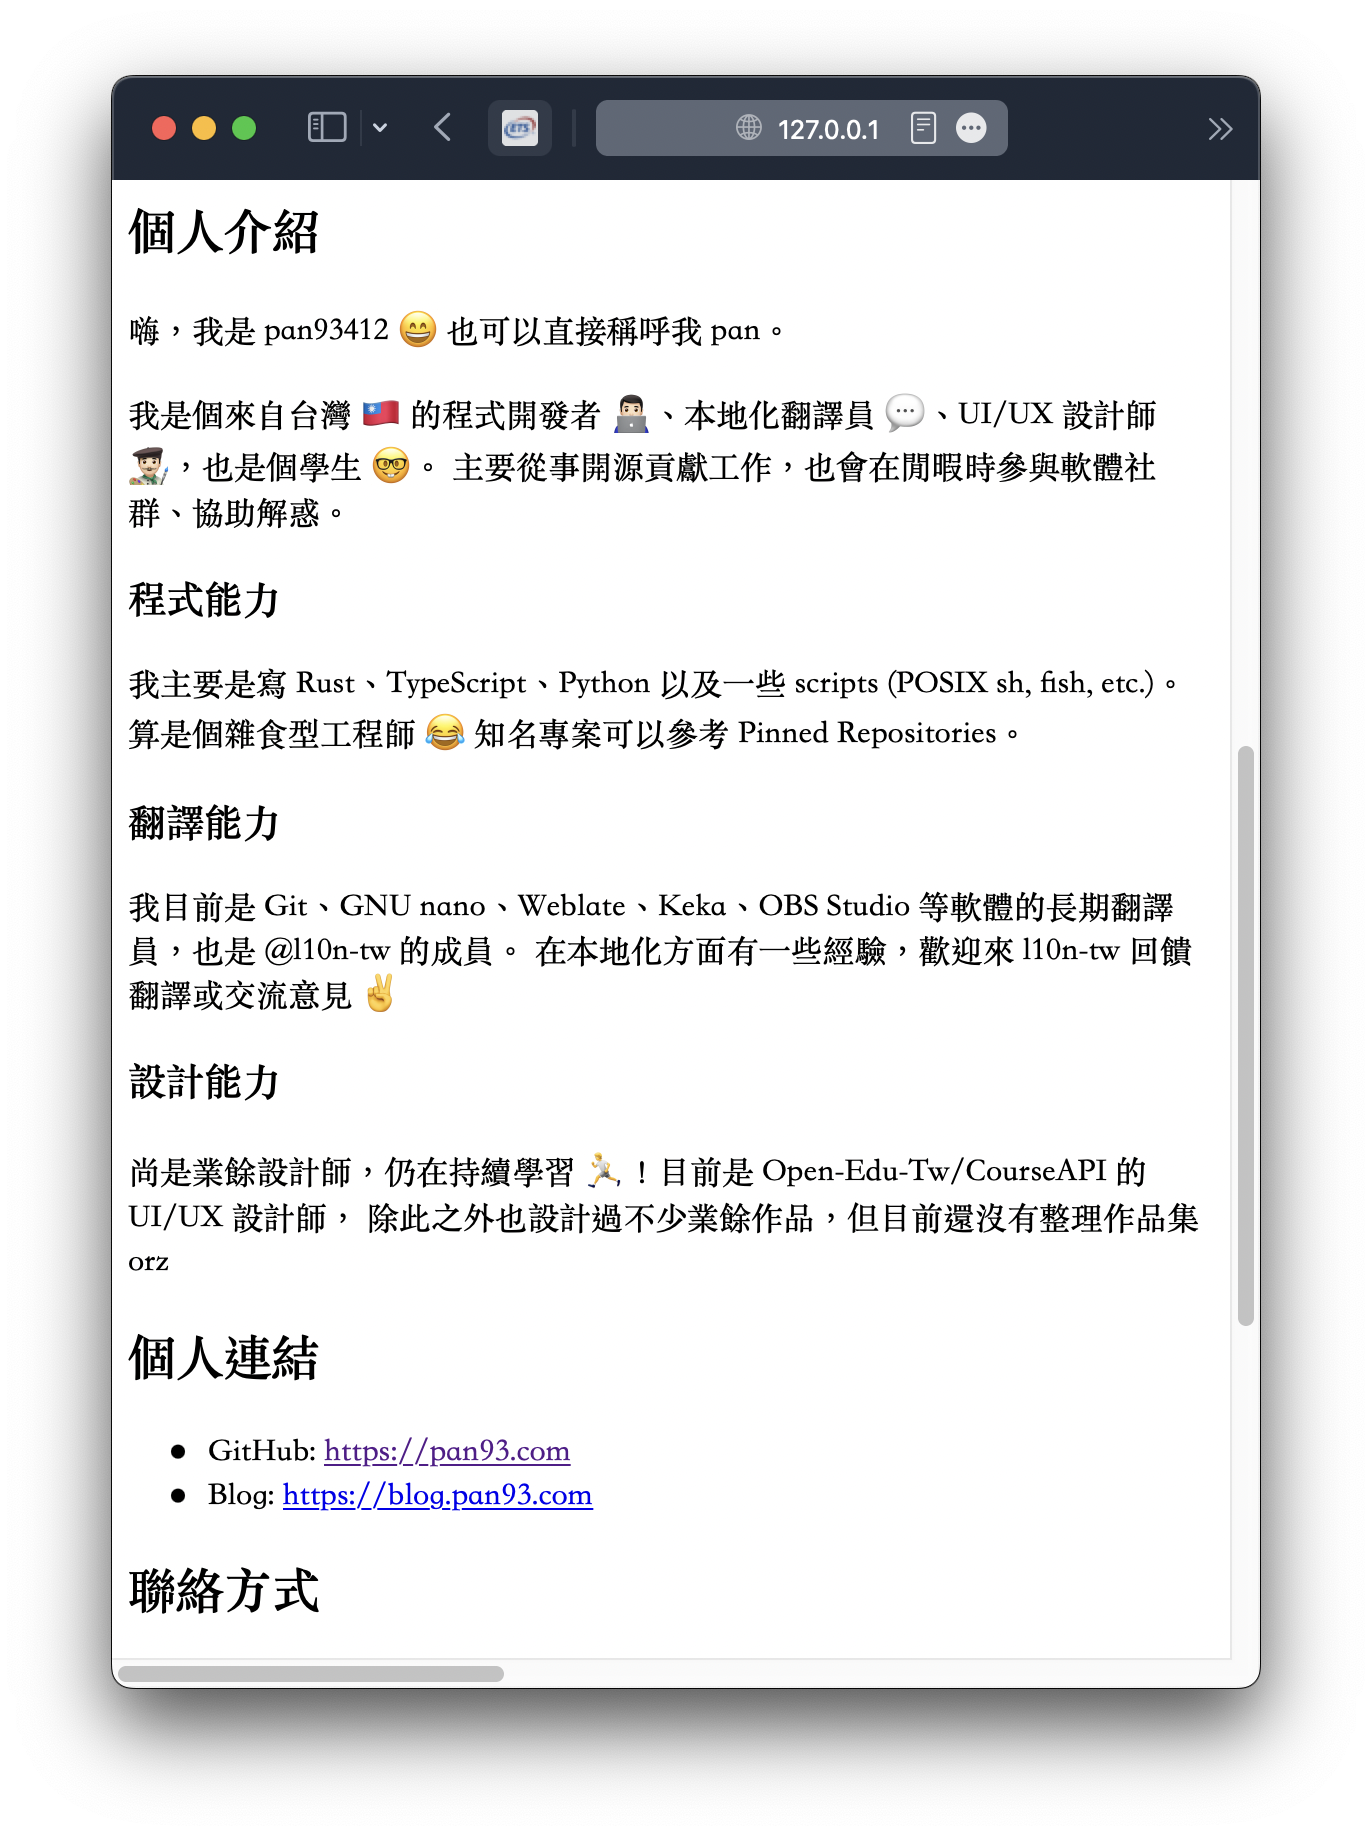 ETS
127.0.0.1
個人介紹
嗨，我是 pan93412 😄 也可以直接稱呼我 pan。
我是個來自台灣 🇹🇼 的程式開發者 👨🏻‍💻、本地化翻譯員 💬、UI/UX 設計師
👨🏻‍🎨，也是個學生 🤓。 主要從事開源貢獻工作，也會在閒暇時參與軟體社
群、協助解惑。
程式能力
我主要是寫 Rust、TypeScript、Python 以及一些 scripts (POSIX sh, fish, etc.)。
算是個雜食型工程師 😂 知名專案可以參考 Pinned Repositories。
翻譯能力
我目前是 Git、GNU nano、Weblate、Keka、OBS Studio 等軟體的長期翻譯
員，也是 @l10n-tw 的成員。 在本地化方面有一些經驗，歡迎來 l10n-tw 回饋
翻譯或交流意見 ✌️
設計能力
尚是業餘設計師，仍在持續學習 🏃！目前是 Open-Edu-Tw/CourseAPI 的
UI/UX 設計師， 除此之外也設計過不少業餘作品，但目前還沒有整理作品集
orz
個人連結
• GitHub: https://pan93.com
• Blog: https://blog.pan93.com
聯絡方式